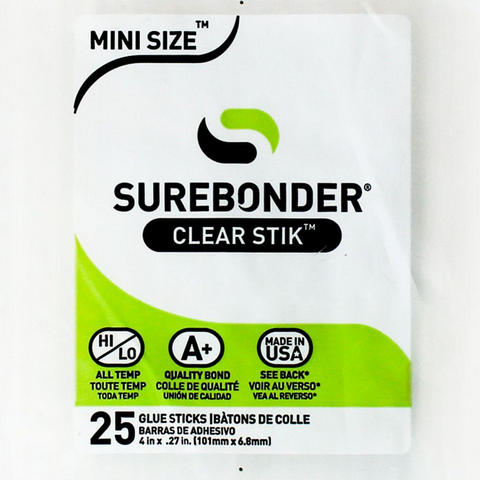 MINI SIZE™
SUREBONDER®
CLEAR STIK™
HI/LO
ALL TEMP
TOUTE TEMP
TODA TEMP
A+
QUALITY BOND
COLLE DE QUALITÉ
UNIÓN DE CALIDAD
MADE IN
USA
SEE BACK*
VOIR AU VERSO*
VEA AL REVERSO*
25 GLUE STICKS | BÀTONS DE COLLE
BARRAS DE ADHESIVO
4 in x .27 in. (101mm x 6.8mm)